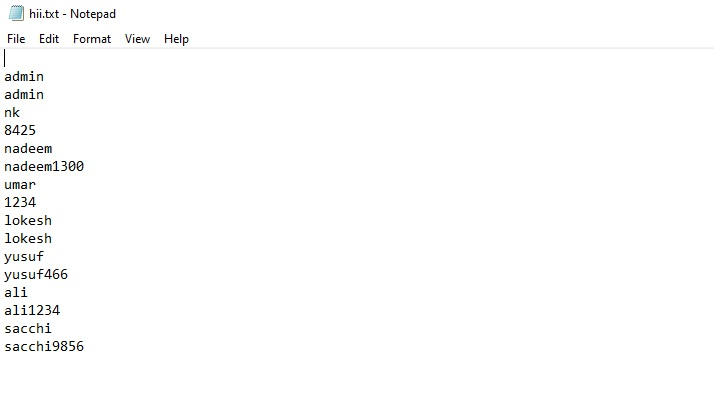 hii.txt - Notepad
File Edit Format View Help
admin
admin
nk
8425
nadeem
nadeem1300
umar
1234
lokesh
lokesh
yusuf
yusuf466
ali
ali1234
sacchi
sacchi9856